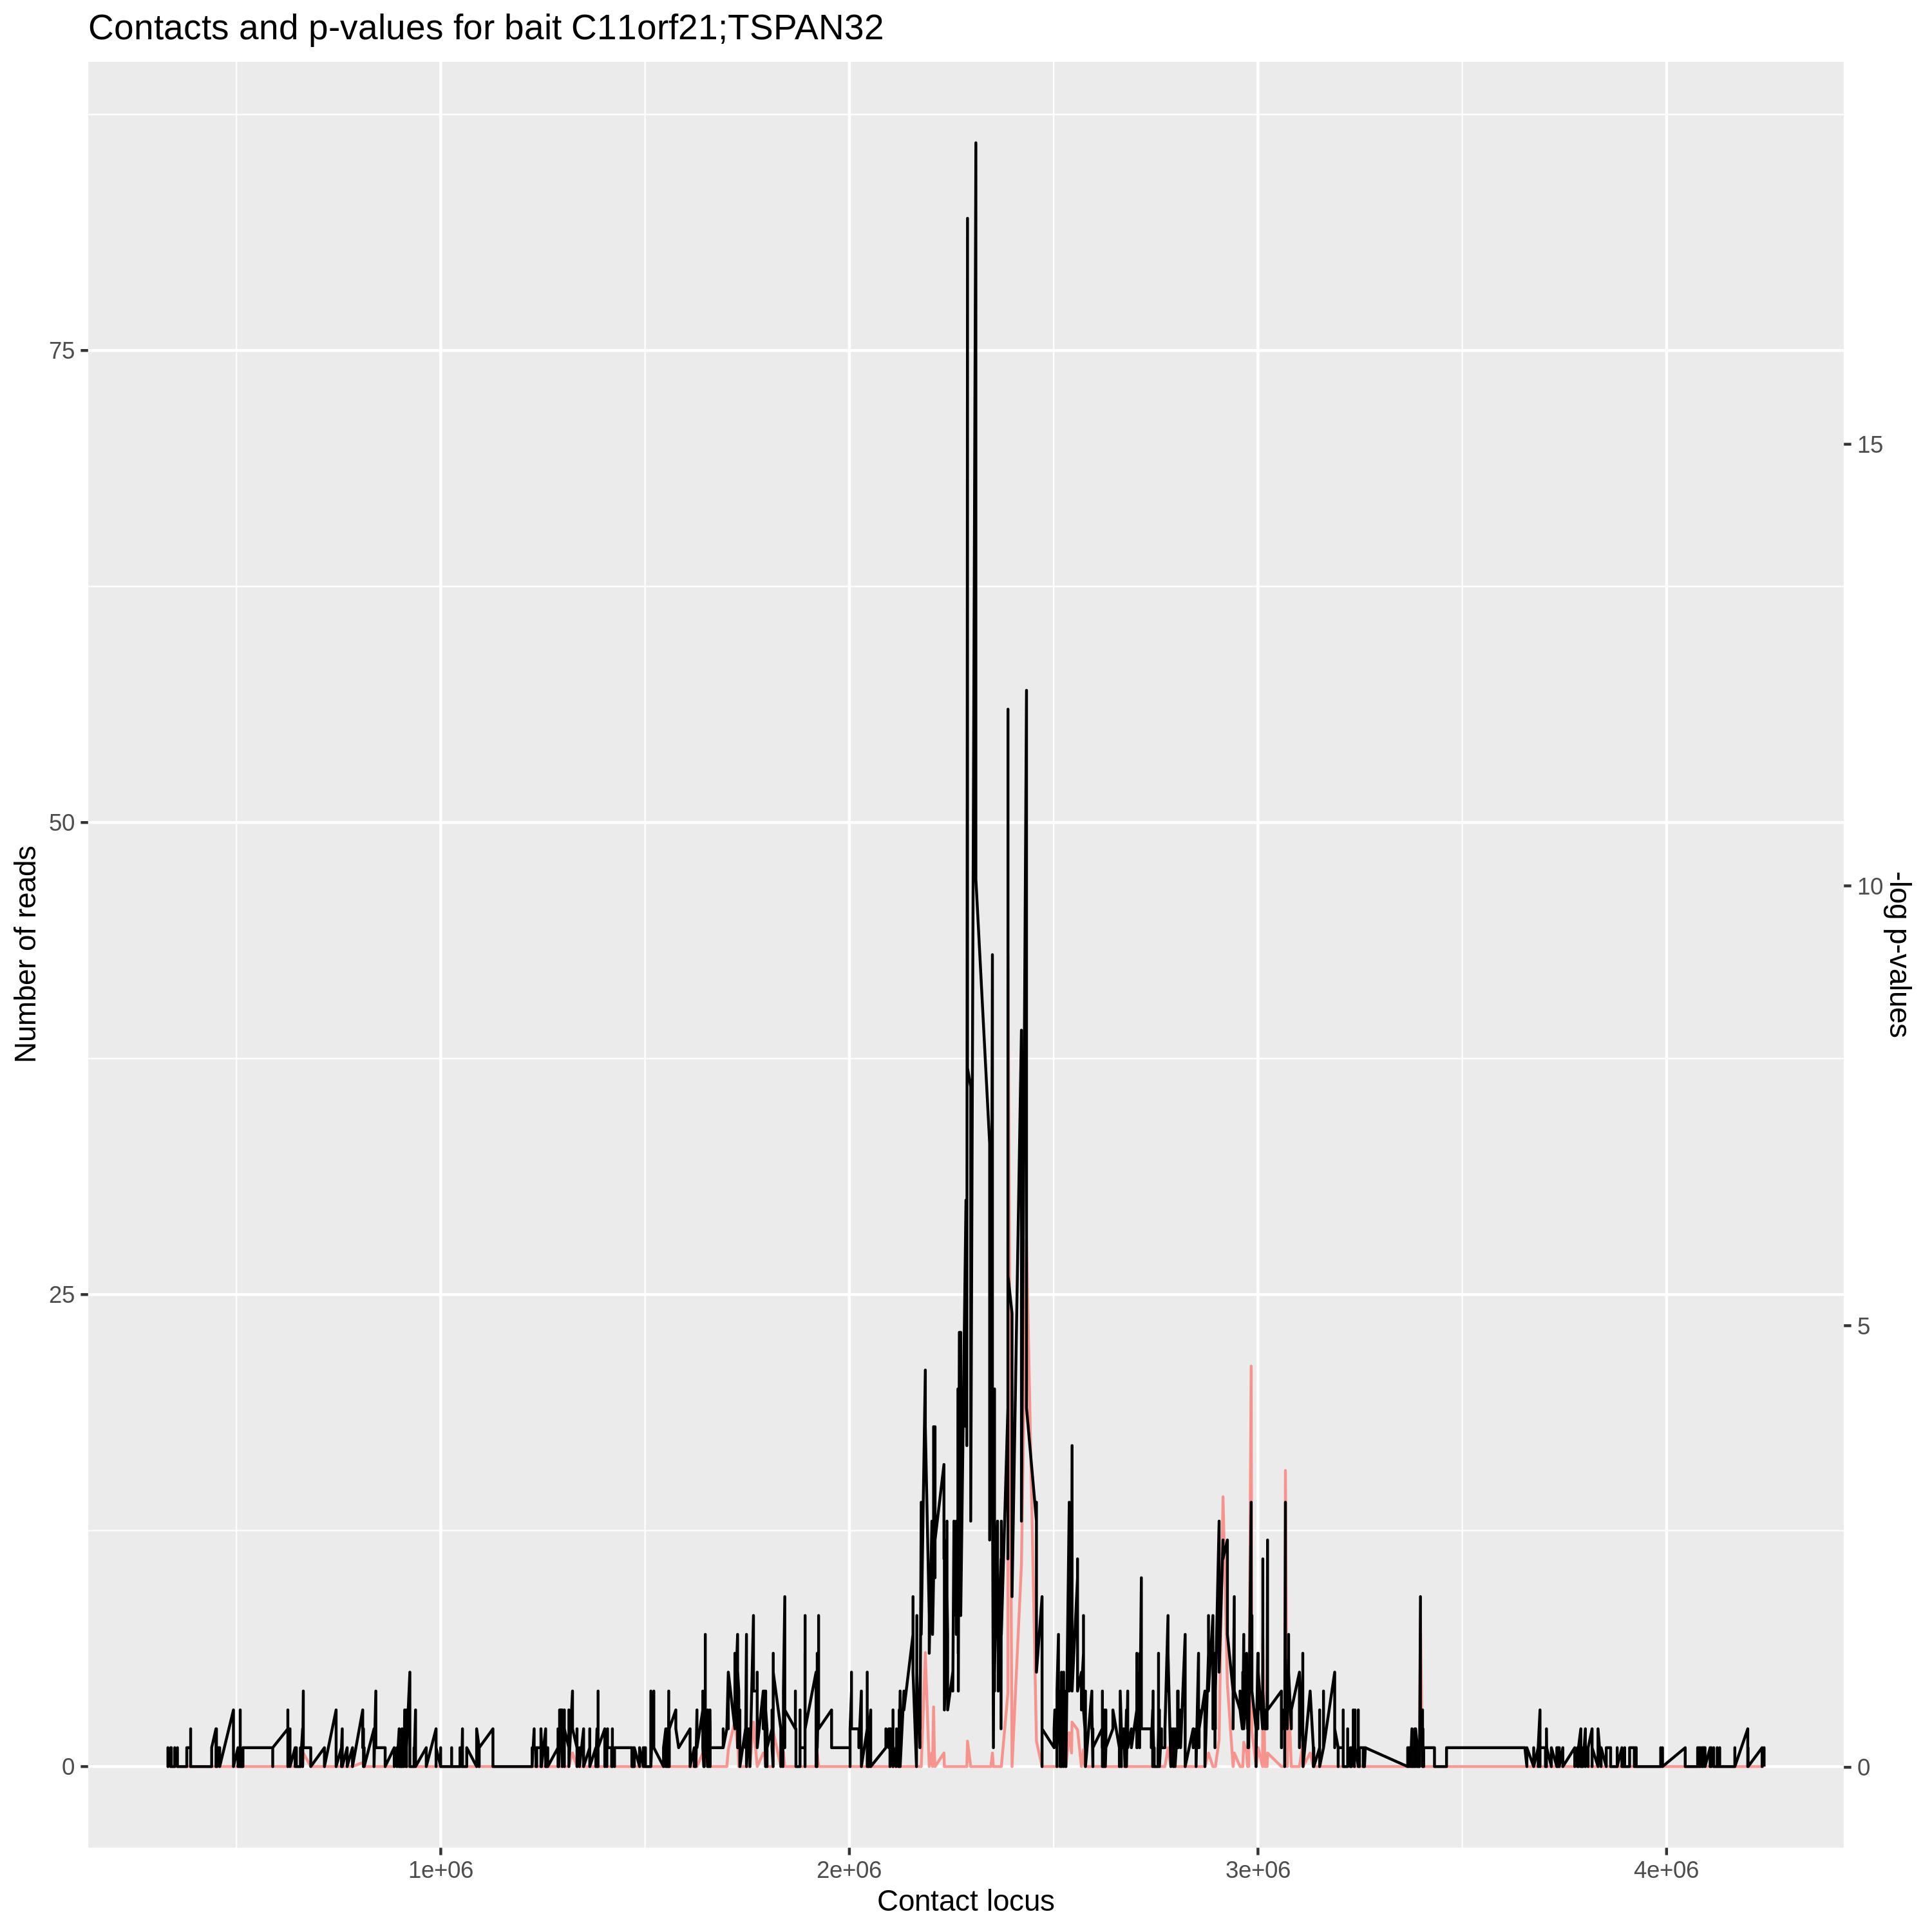 Contacts and p-values for bait C11orf21;TSPAN32
Number of reads
75
50
25
0
15
10
5
0
-log p-values
1e+06
2e+06
3e+06
4e+06
Contact locus